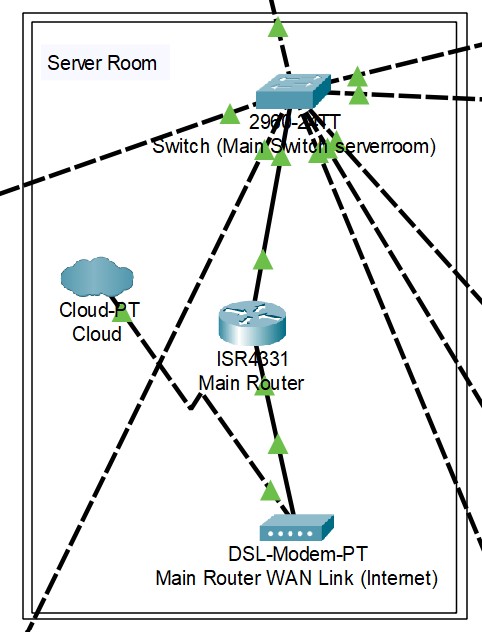 Server Room
2960-24TT
Switch (Main Switch serverroom)
Cloud-PT
Cloud
ISR4331
Main Router
DSL-Modem-PT
Main Router WAN Link (Internet)